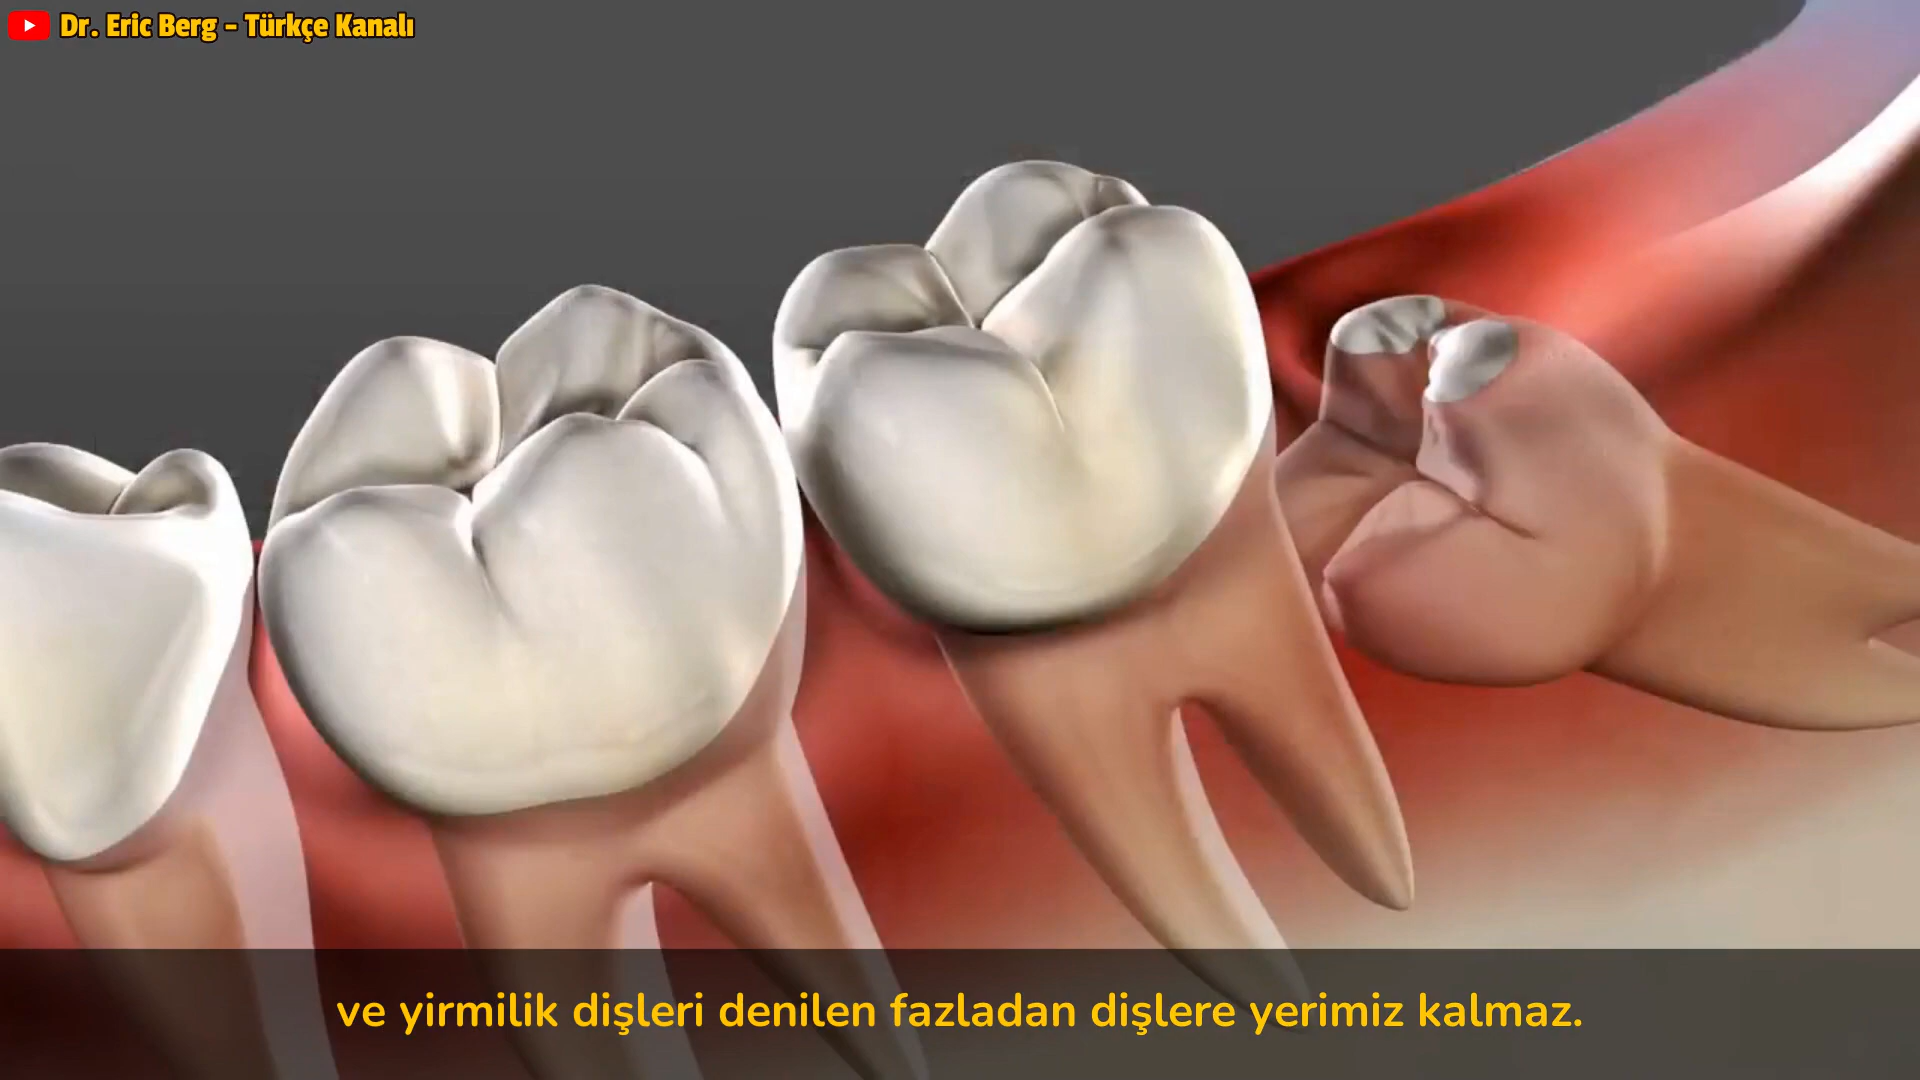 Dr. Eric Berg - Türkçe Kanalı
ve yirmilik dişleri denilen fazladan dişlere yerimiz kalmaz.